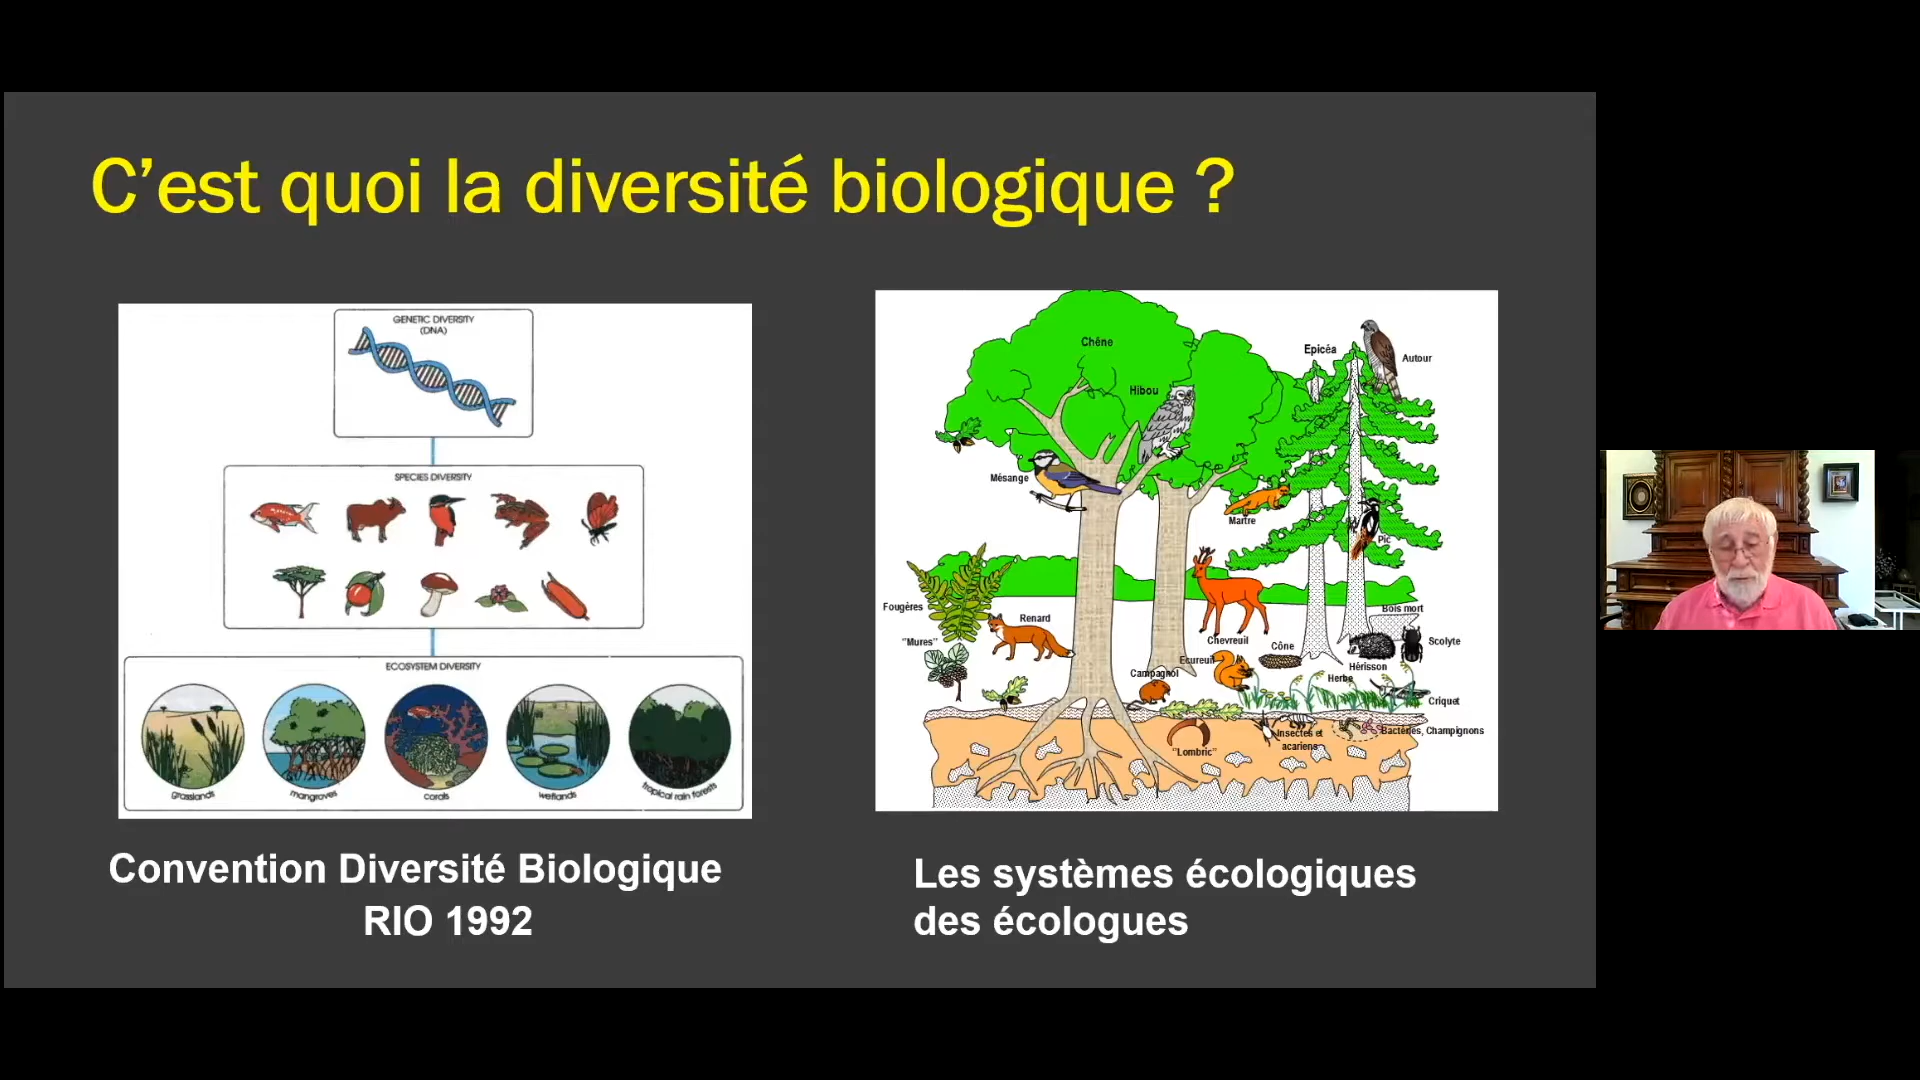 C’est quoi la diversité biologique ?
GENETIC DIVERSITY
(DNA)
SPECIES DIVERSITY
ECOSYSTEM DIVERSITY
grasslands
mangroves
corals
wetlands
tropical rain forests
Convention Diversité Biologique
RIO 1992
Chêne
Epicéa
Autour
Hibou
Mésange
Martre
Pic
Fougères
Bois mort
Renard
"Mures"
Chevreuil
Cône
Scolyte
Ecureuil
Hérisson
Campagnol
Herbe
Criquet
"Lombric"
Insectes et
acariens
Bactéries, Champignons
Les systèmes écologiques
des écologues